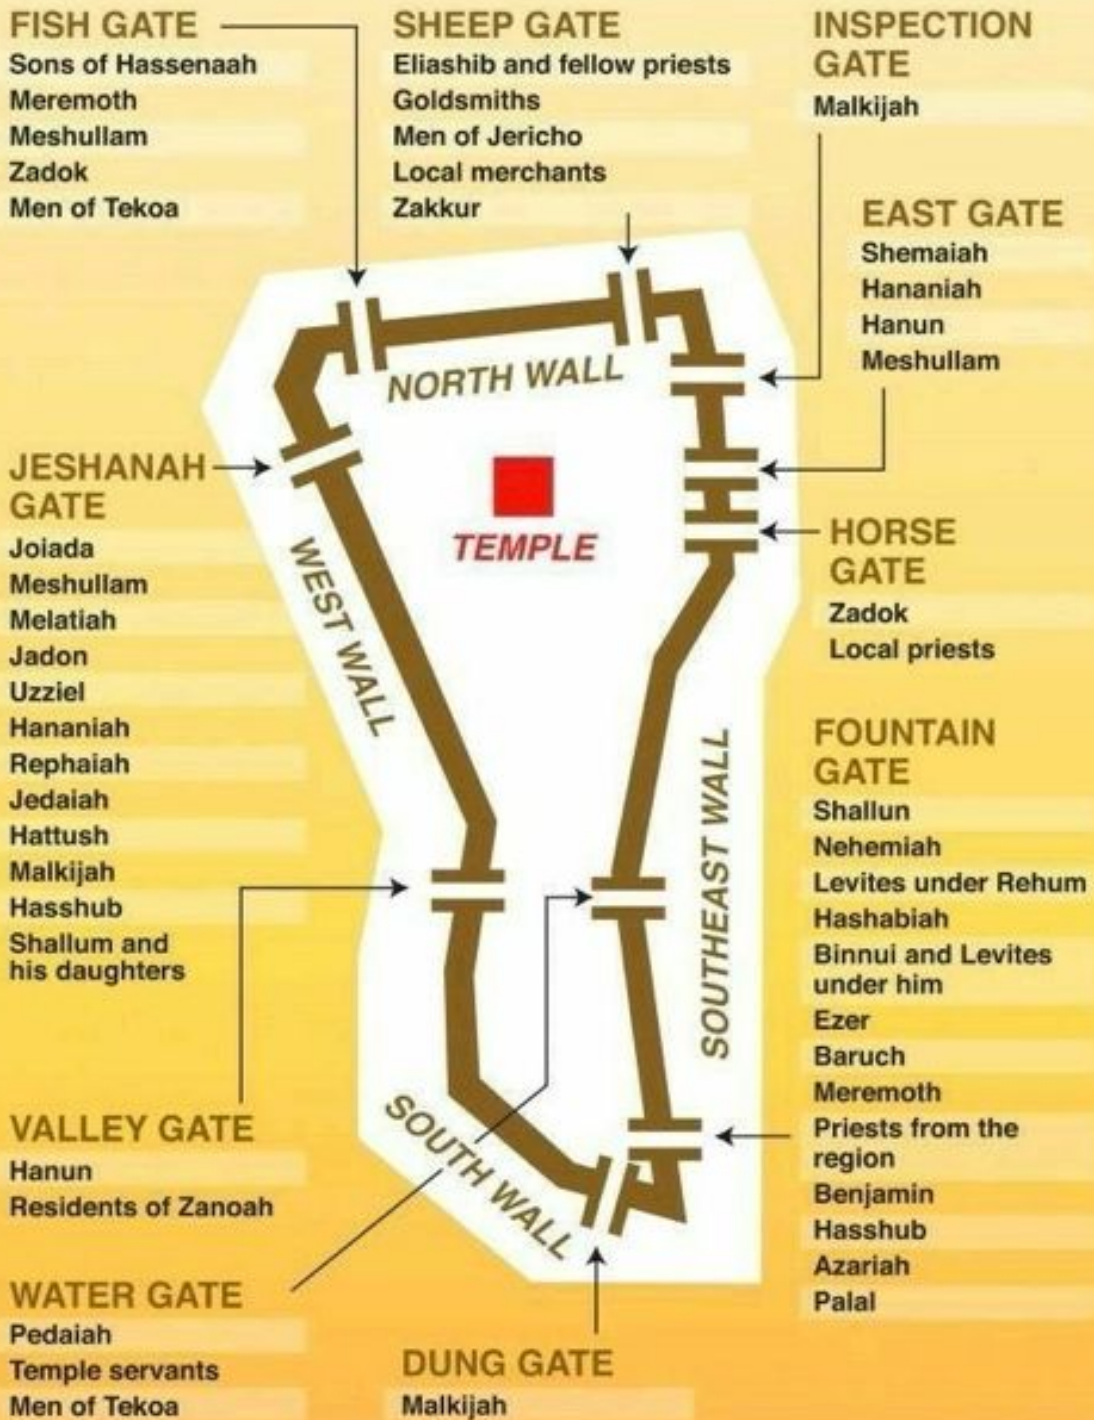 FISH GATE
Sons of Hassenaah
Meremoth
Meshullam
Zadok
Men of Tekoa
SHEEP GATE
Eliashib and fellow priests
Goldsmiths
Men of Jericho
Local merchants
Zakkur
INSPECTION
GATE
Malkijah
EAST GATE
Shemaiah
Hananiah
Hanun
Meshullam
NORTH WALL
JESHANAH
GATE
Joiada
Meshullam
Melatiah
Jadon
Uzziel
Hananiah
Rephaiah
Jedaiah
Hattush
Malkijah
Hasshub
Shallum and
his daughters
TEMPLE
WEST WALL
HORSE
GATE
Zadok
Local priests
SOUTHEAST WALL
FOUNTAIN
GATE
Shallun
Nehemiah
Levites under Rehum
Hashabiah
Binnui and Levites
under him
Ezer
Baruch
Meremoth
Priests from the
region
Benjamin
Hasshub
Azariah
Palal
VALLEY GATE
Hanun
Residents of Zanoah
SOUTH WALL
WATER GATE
Pedaiah
Temple servants
Men of Tekoa
DUNG GATE
Malkijah